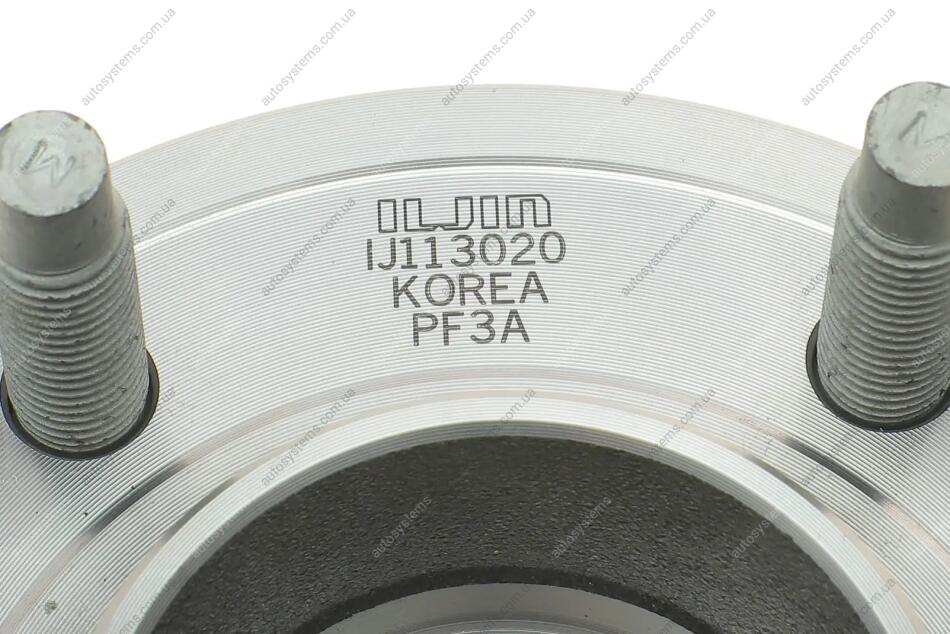 ILJIN
IJ113020
KOREA
PF3A
autosystems.com.ua